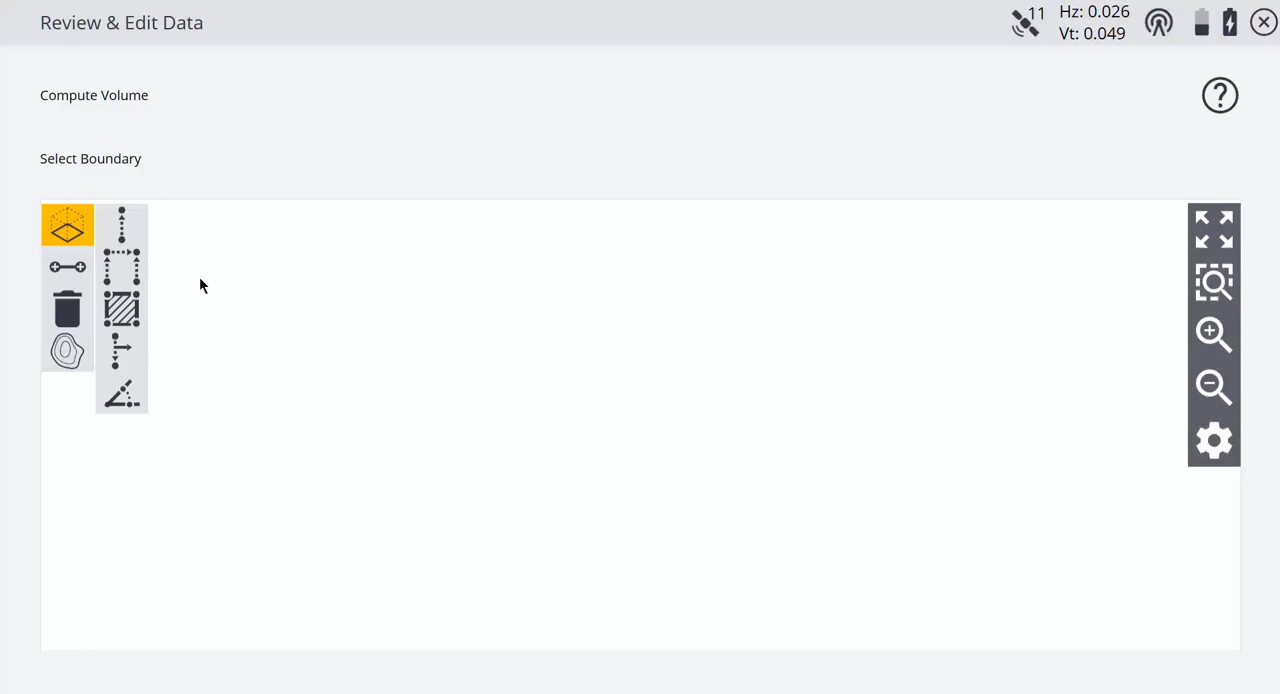 Review & Edit Data
11
Hz: 0.026
Vt: 0.049
Compute Volume
Select Boundary